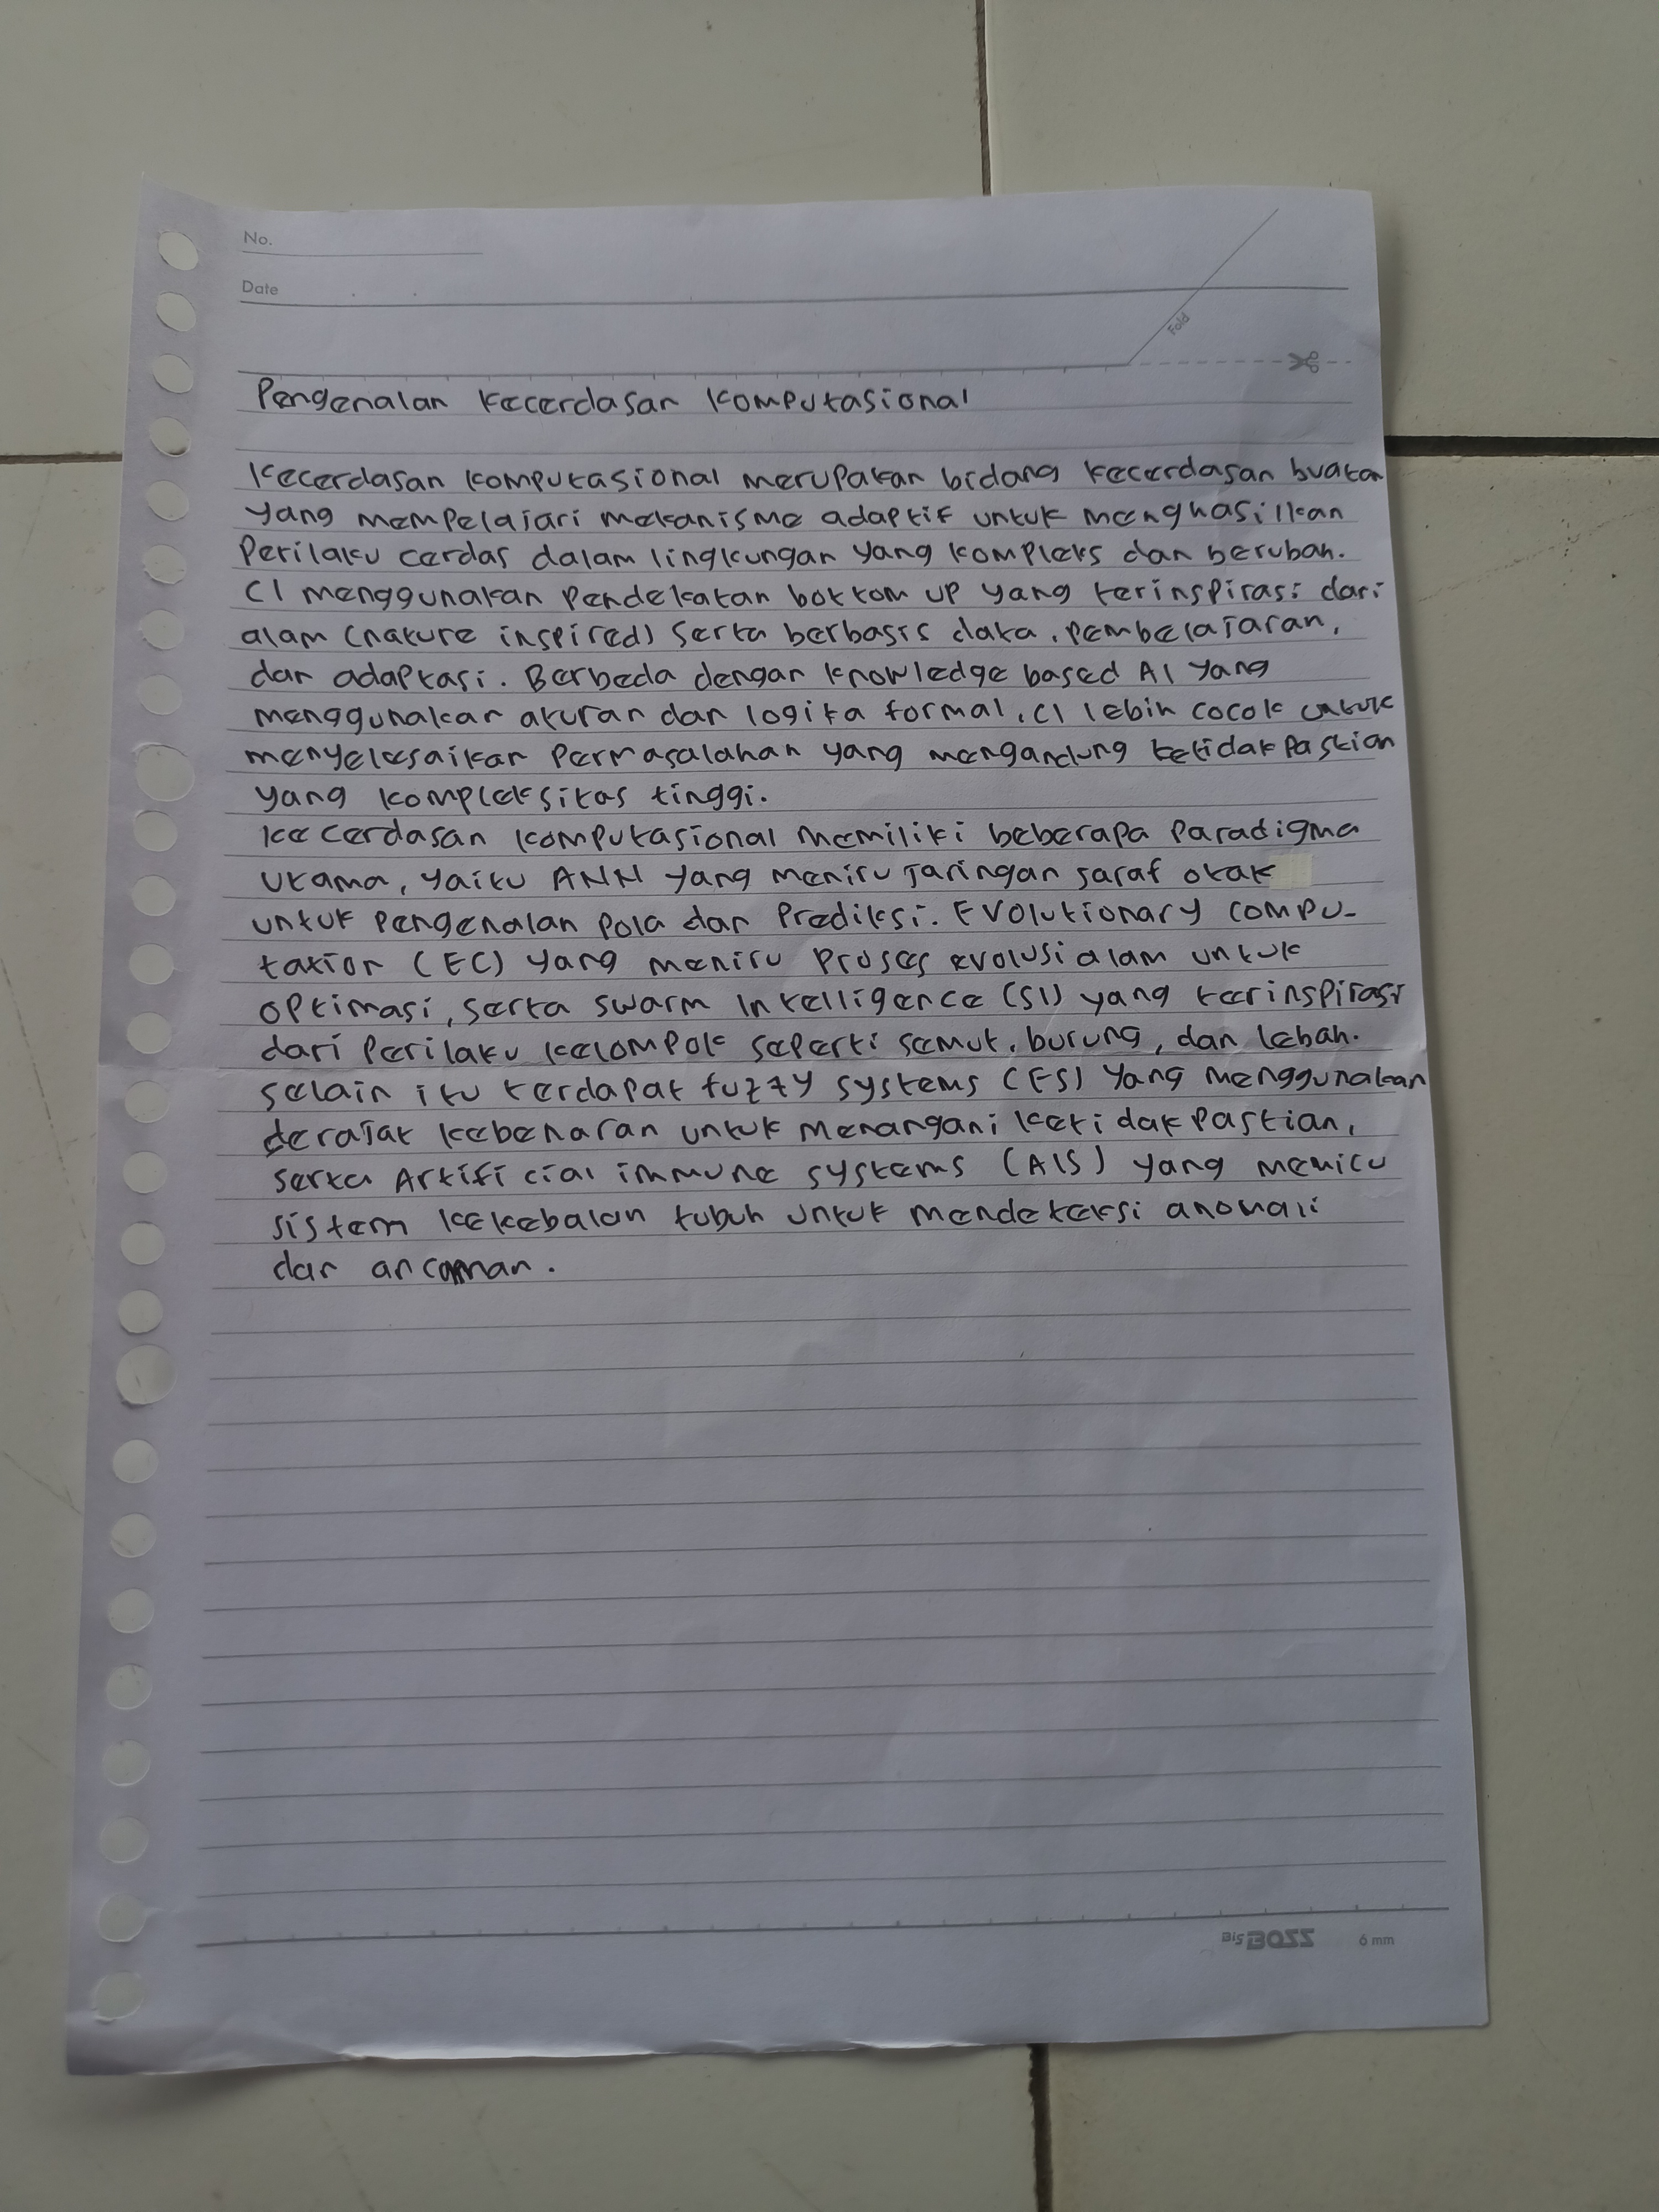 No.
Date
Fold
Pengenalan Kecerdasan Komputasional
Kecerdasan Komputasional merupakan bidang kecerdasan buatan
yang mempelajari mekanisme adaptif untuk menghasilkan
Perilaku cerdas dalam lingkungan yang kompleks dan berubah.
CI menggunakan Pendekatan bottom up yang terinspirasi dari
alam (nature inspired) serta berbasis data, pembelajaran,
dan adaptasi. Berbeda dengan knowledge based AI yang
menggunakan aturan dan logika formal, CI lebih cocok untuk
menyelesaikan Permasalahan yang mengandung ketidak pastian
yang kompleksitas tinggi.
kecerdasan komputasional memiliki beberapa Paradigma
utama, yaitu ANN yang meniru jaringan saraf otak
untuk pengenalan pola dan Prediksi. Evolutionary compu-
tation (EC) yang meniru proses evolusi alam untuk
optimasi, serta swarm Intelligence (SI) yang terinspirasi
dari Perilaku kelompok seperti semut, burung, dan lebah.
selain itu terdapat fuzzy systems (FS) yang menggunakan
derajat kebenaran untuk menangani ketidak pastian,
serta Artificial immune systems (AIS) yang meniru
sistem kekebalan tubuh untuk mendeteksi anomali
dan ancaman.
Big BOSS 6 mm